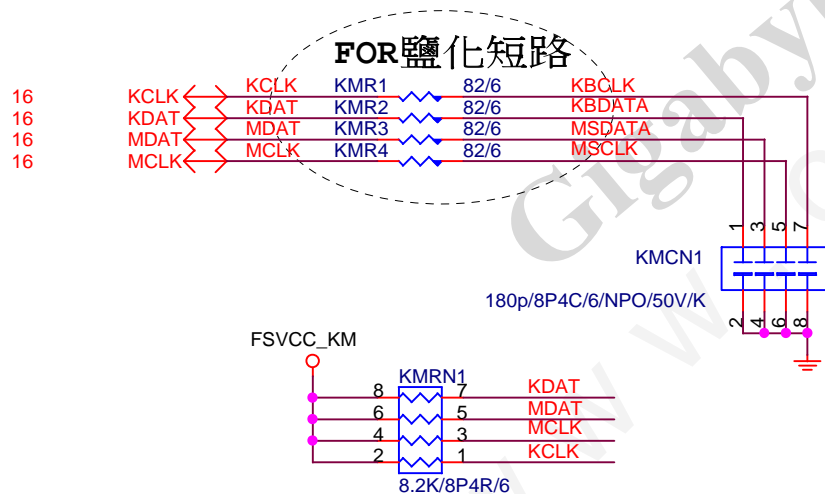 FOR鹽化短路
16 KCLK KCLK KMR1 82/6 KBCLK
16 KDAT KDAT KMR2 82/6 KBDATA
16 MDAT MDAT KMR3 82/6 MSDATA
16 MCLK MCLK KMR4 82/6 MSCLK
1 3 5 7
KMCN1
180p/8P4C/6/NPO/50V/K
2 4 6 8
FSVCC_KM
KMRN1
8 7 KDAT
6 5 MDAT
4 3 MCLK
2 1 KCLK
8.2K/8P4R/6
Gigaby
w w w